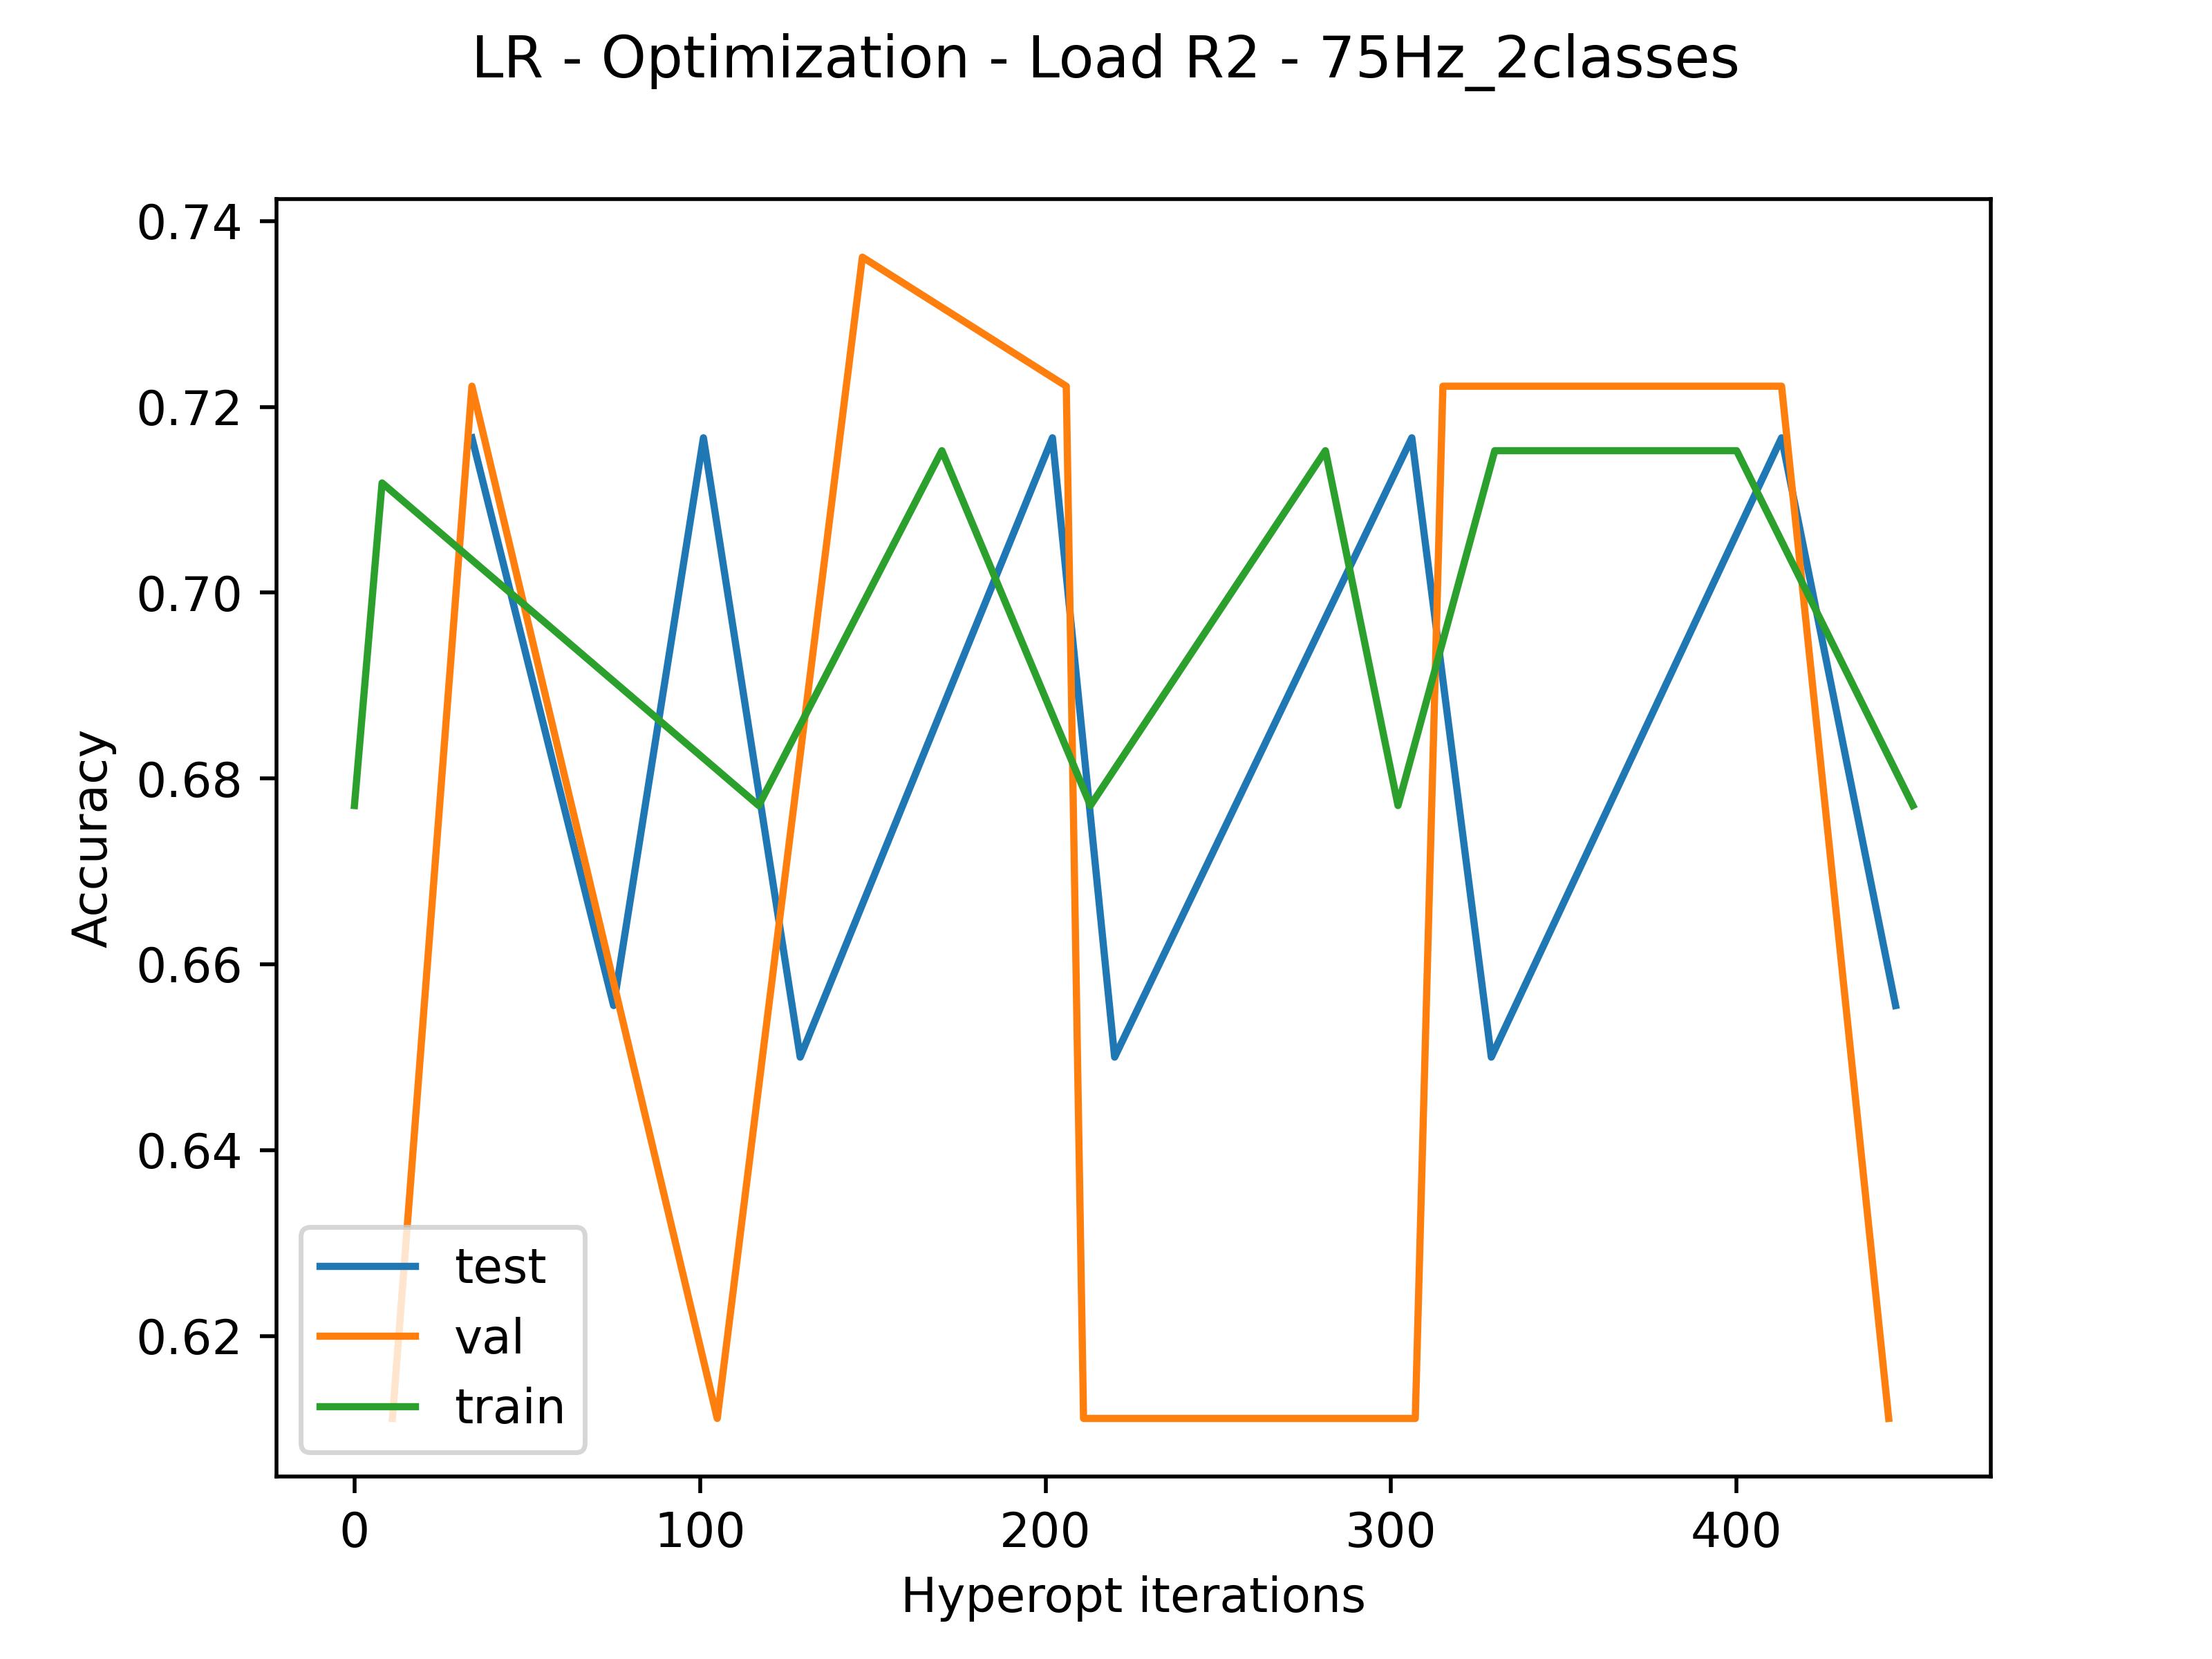 LR - Optimization - Load R2 - 75Hz_2classes
0.74
0.72
0.70
0.68
0.66
0.64
0.62
Accuracy
test
val
train
0 100 200 300 400
Hyperopt iterations